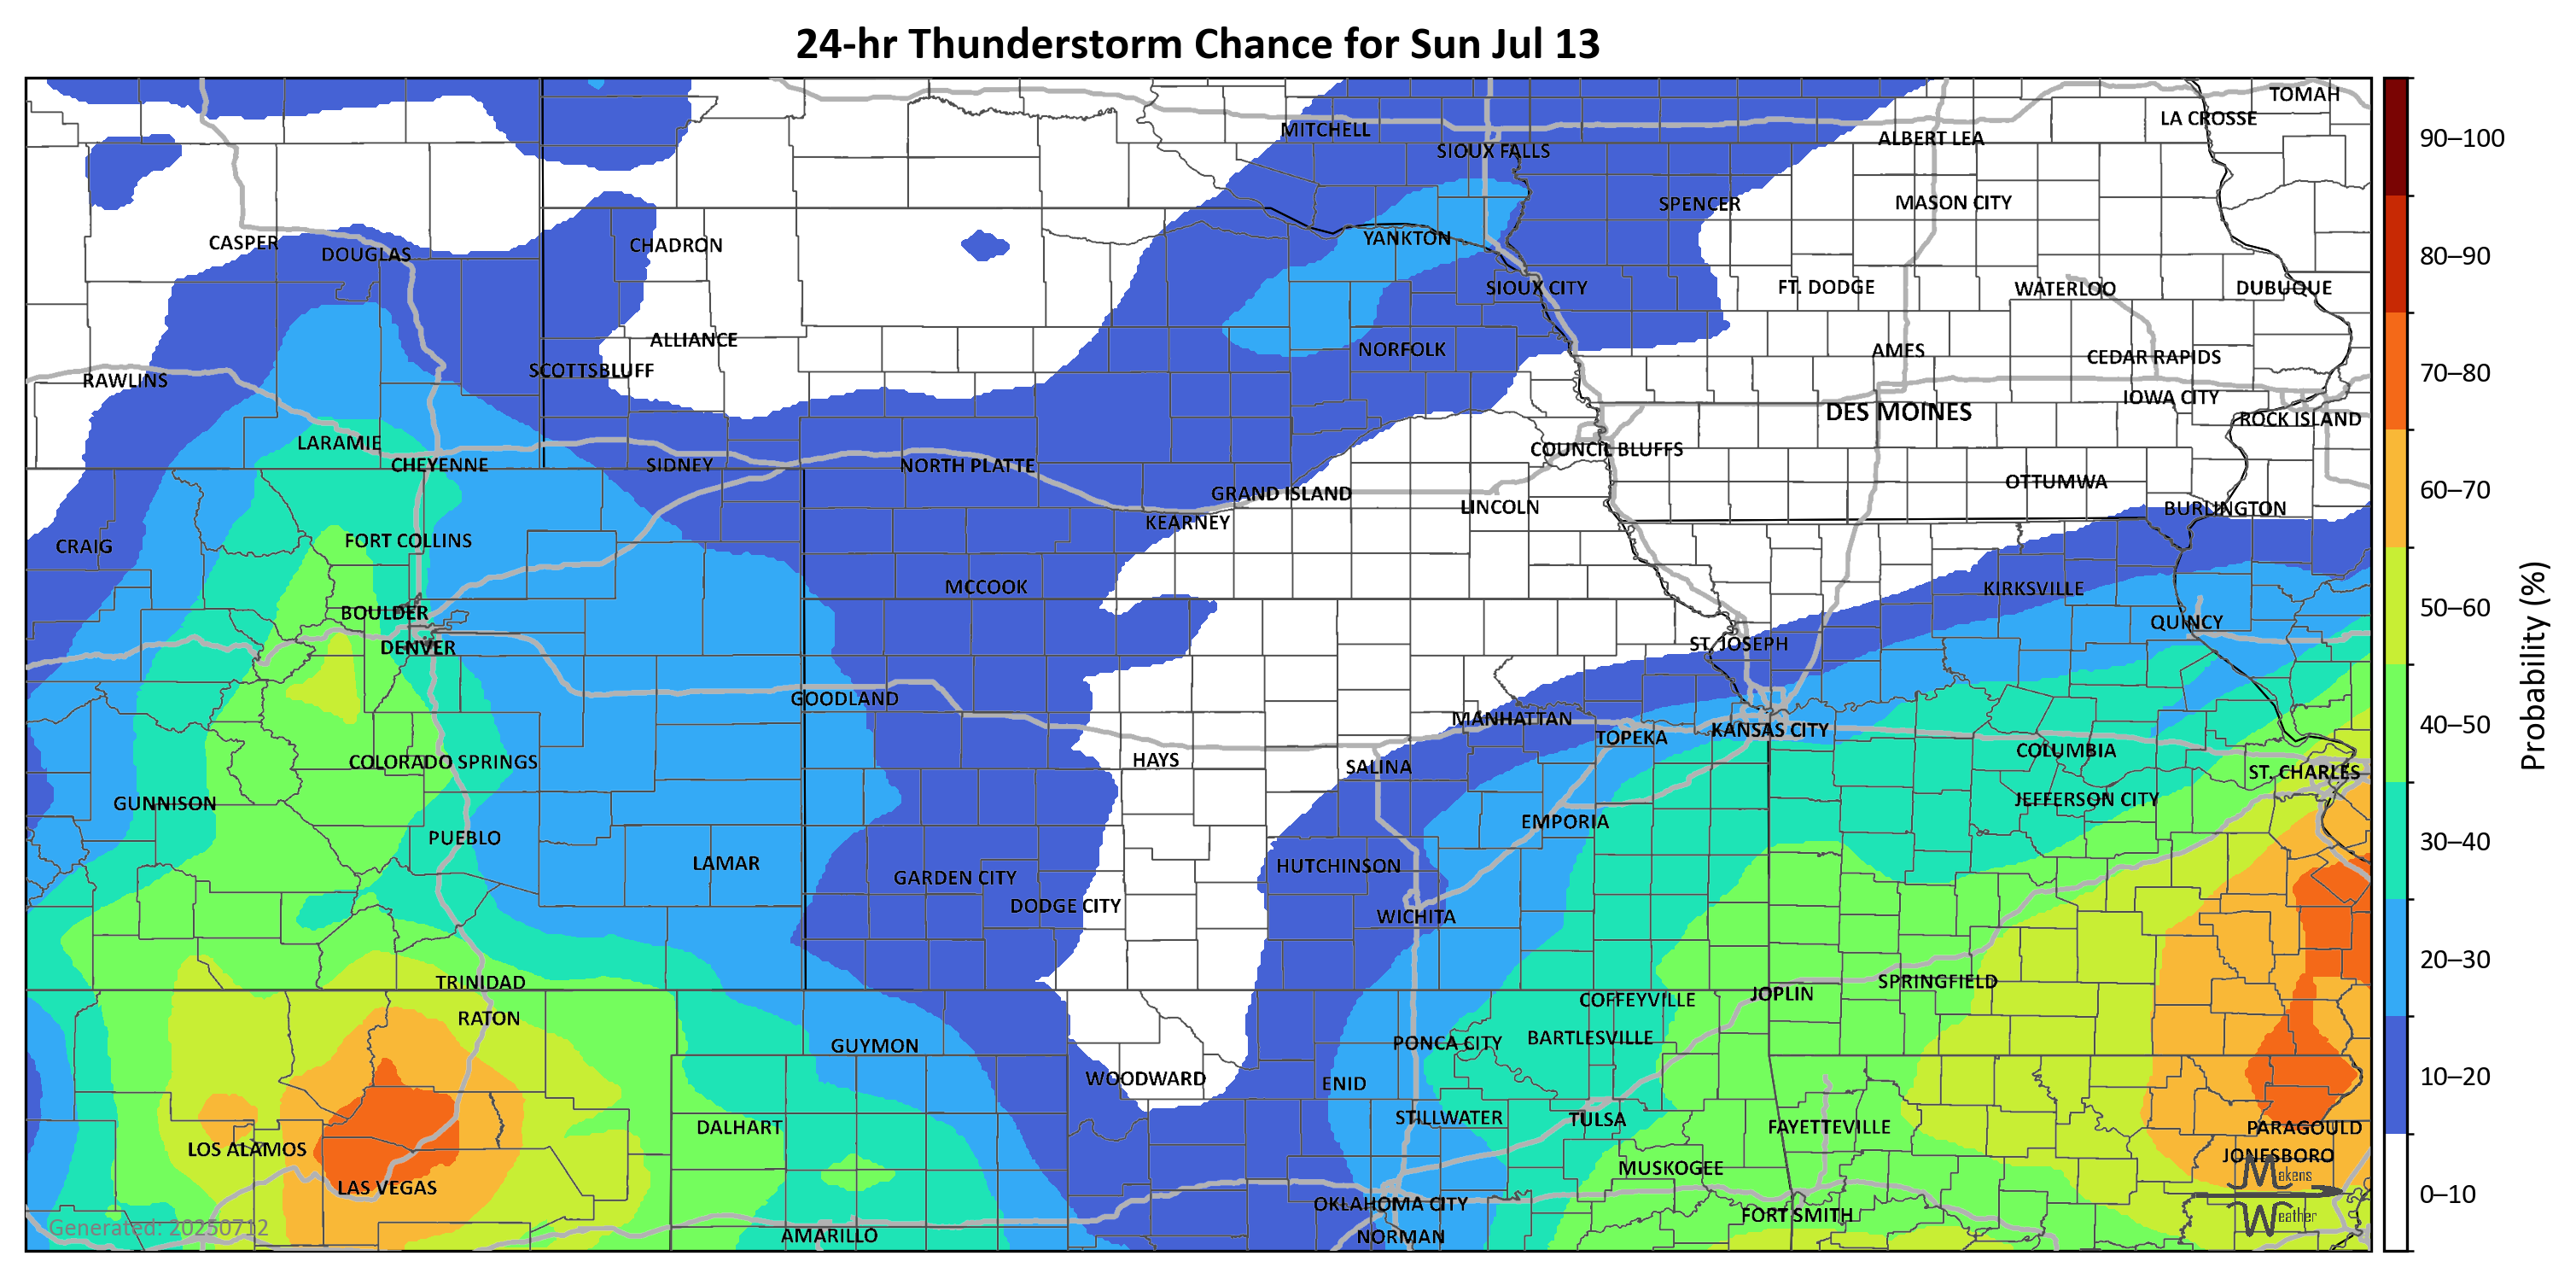 24-hr Thunderstorm Chance for Sun Jul 13
TOMAH
LA CROSSE
MITCHELL
ALBERT LEA
SIOUX FALLS
SPENCER
MASON CITY
CASPER
DOUGLAS
CHADRON
YANKTON
SIOUX CITY
FT. DODGE
WATERLOO
DUBUQUE
ALLIANCE
NORFOLK
AMES
CEDAR RAPIDS
RAWLINS
SCOTTSBLUFF
IOWA CITY
DES MOINES
ROCK ISLAND
LARAMIE
COUNCIL BLUFFS
CHEYENNE
SIDNEY
NORTH PLATTE
OTTUMWA
GRAND ISLAND
LINCOLN
BURLINGTON
KEARNEY
CRAIG
FORT COLLINS
MCCOOK
KIRKSVILLE
BOULDER
QUINCY
DENVER
ST. JOSEPH
GOODLAND
MANHATTAN
TOPEKA
KANSAS CITY
COLUMBIA
COLORADO SPRINGS
HAYS
SALINA
ST. CHARLES
GUNNISON
JEFFERSON CITY
EMPORIA
PUEBLO
LAMAR
HUTCHINSON
GARDEN CITY
DODGE CITY
WICHITA
TRINIDAD
SPRINGFIELD
JOPLIN
COFFEYVILLE
RATON
BARTLESVILLE
GUYMON
PONCA CITY
WOODWARD
ENID
STILLWATER
TULSA
DALHART
FAYETTEVILLE
PARAGOULD
LOS ALAMOS
JONESBORO
MUSKOGEE
LAS VEGAS
OKLAHOMA CITY
FORT SMITH
AMARILLO
NORMAN
Generated: 20250712
Makens
Weather
90–100
80–90
70–80
60–70
50–60
40–50
30–40
20–30
10–20
0–10
Probability (%)